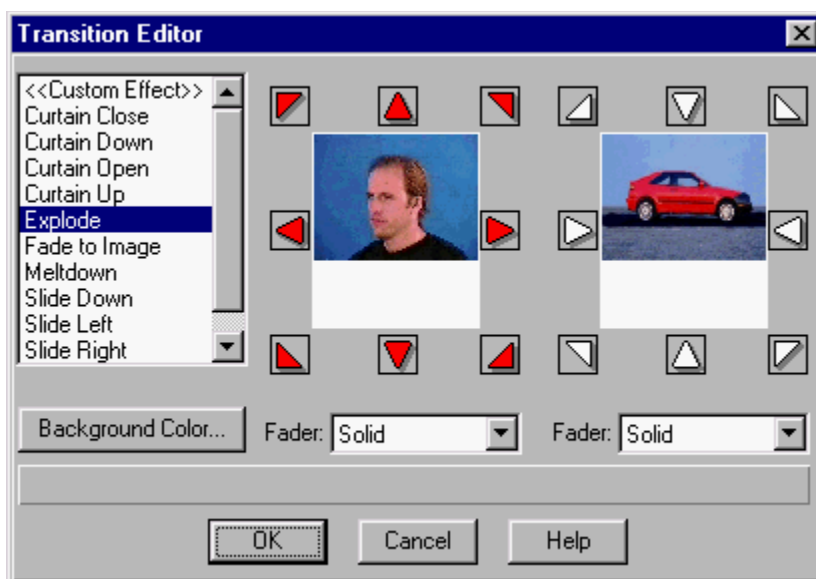 Transition Editor
<<Custom Effect>>
Curtain Close
Curtain Down
Curtain Open
Curtain Up
Explode
Fade to Image
Meltdown
Slide Down
Slide Left
Slide Right
Background Color...
Fader: Solid
Fader: Solid
OK
Cancel
Help